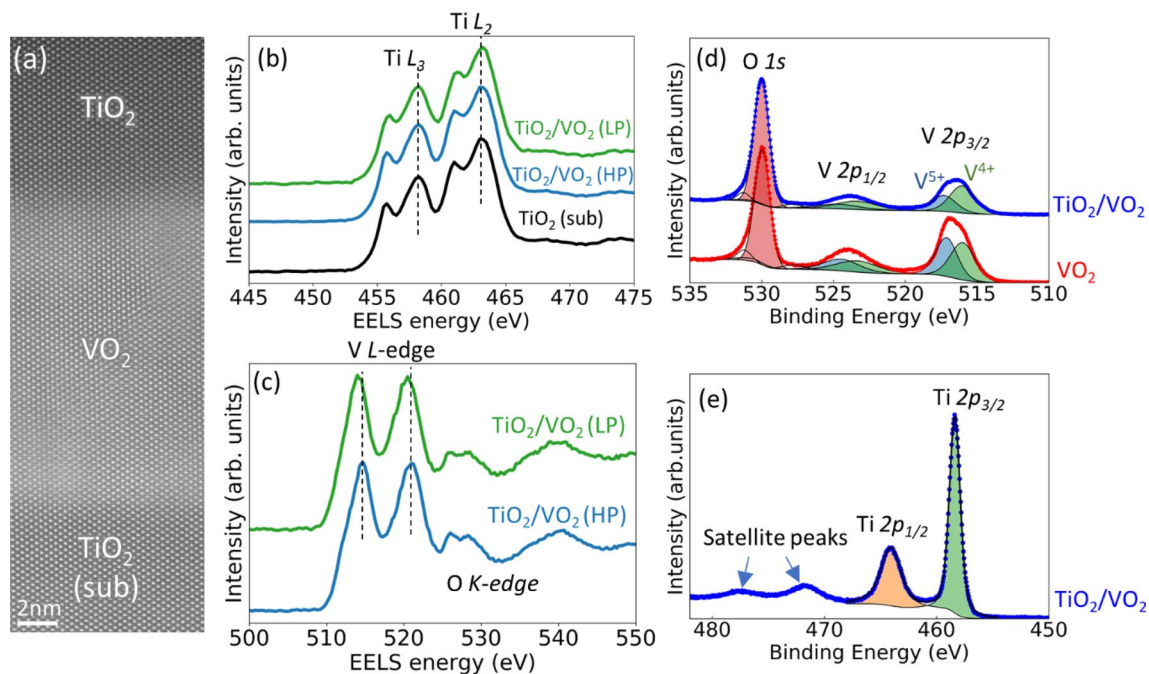 (a)
TiO₂
VO₂
TiO₂
(sub)
2nm
(b)
Ti L₃
Ti L₂
TiO₂/VO₂ (LP)
TiO₂/VO₂ (HP)
TiO₂ (sub)
Intensity (arb. units)
445 450 455 460 465 470 475
EELS energy (eV)
(c)
V L-edge
TiO₂/VO₂ (LP)
TiO₂/VO₂ (HP)
O K-edge
Intensity (arb. units)
500 510 520 530 540 550
EELS energy (eV)
(d)
O 1s
V 2p₁/₂
V 2p₃/₂
V⁵⁺ V⁴⁺
TiO₂/VO₂
VO₂
Intensity (arb. units)
535 530 525 520 515 510
Binding Energy (eV)
(e)
Ti 2p₃/₂
Ti 2p₁/₂
Satellite peaks
TiO₂/VO₂
Intensity (arb.units)
480 470 460 450
Binding Energy (eV)